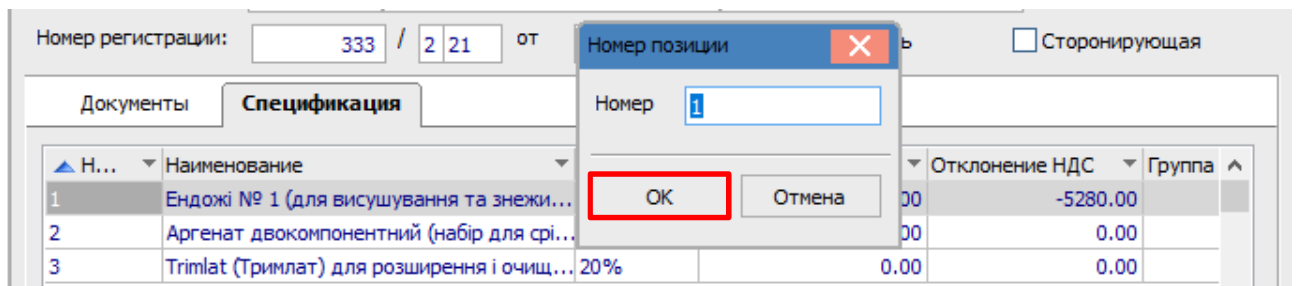 Номер регистрации: 333 / 2 21 от ь Сторонирующая
Номер позиции
Документы Спецификация
Номер 1
ОК Отмена
Н... Наименование Отклонение НДС Группа
1 Ендожі № 1 (для висушування та знежи... 00 -5280.00
2 Аргенат двокомпонентний (набір для срі... 00 0.00
3 Trimlat (Тримлат) для розширення і очищ... 20% 0.00 0.00